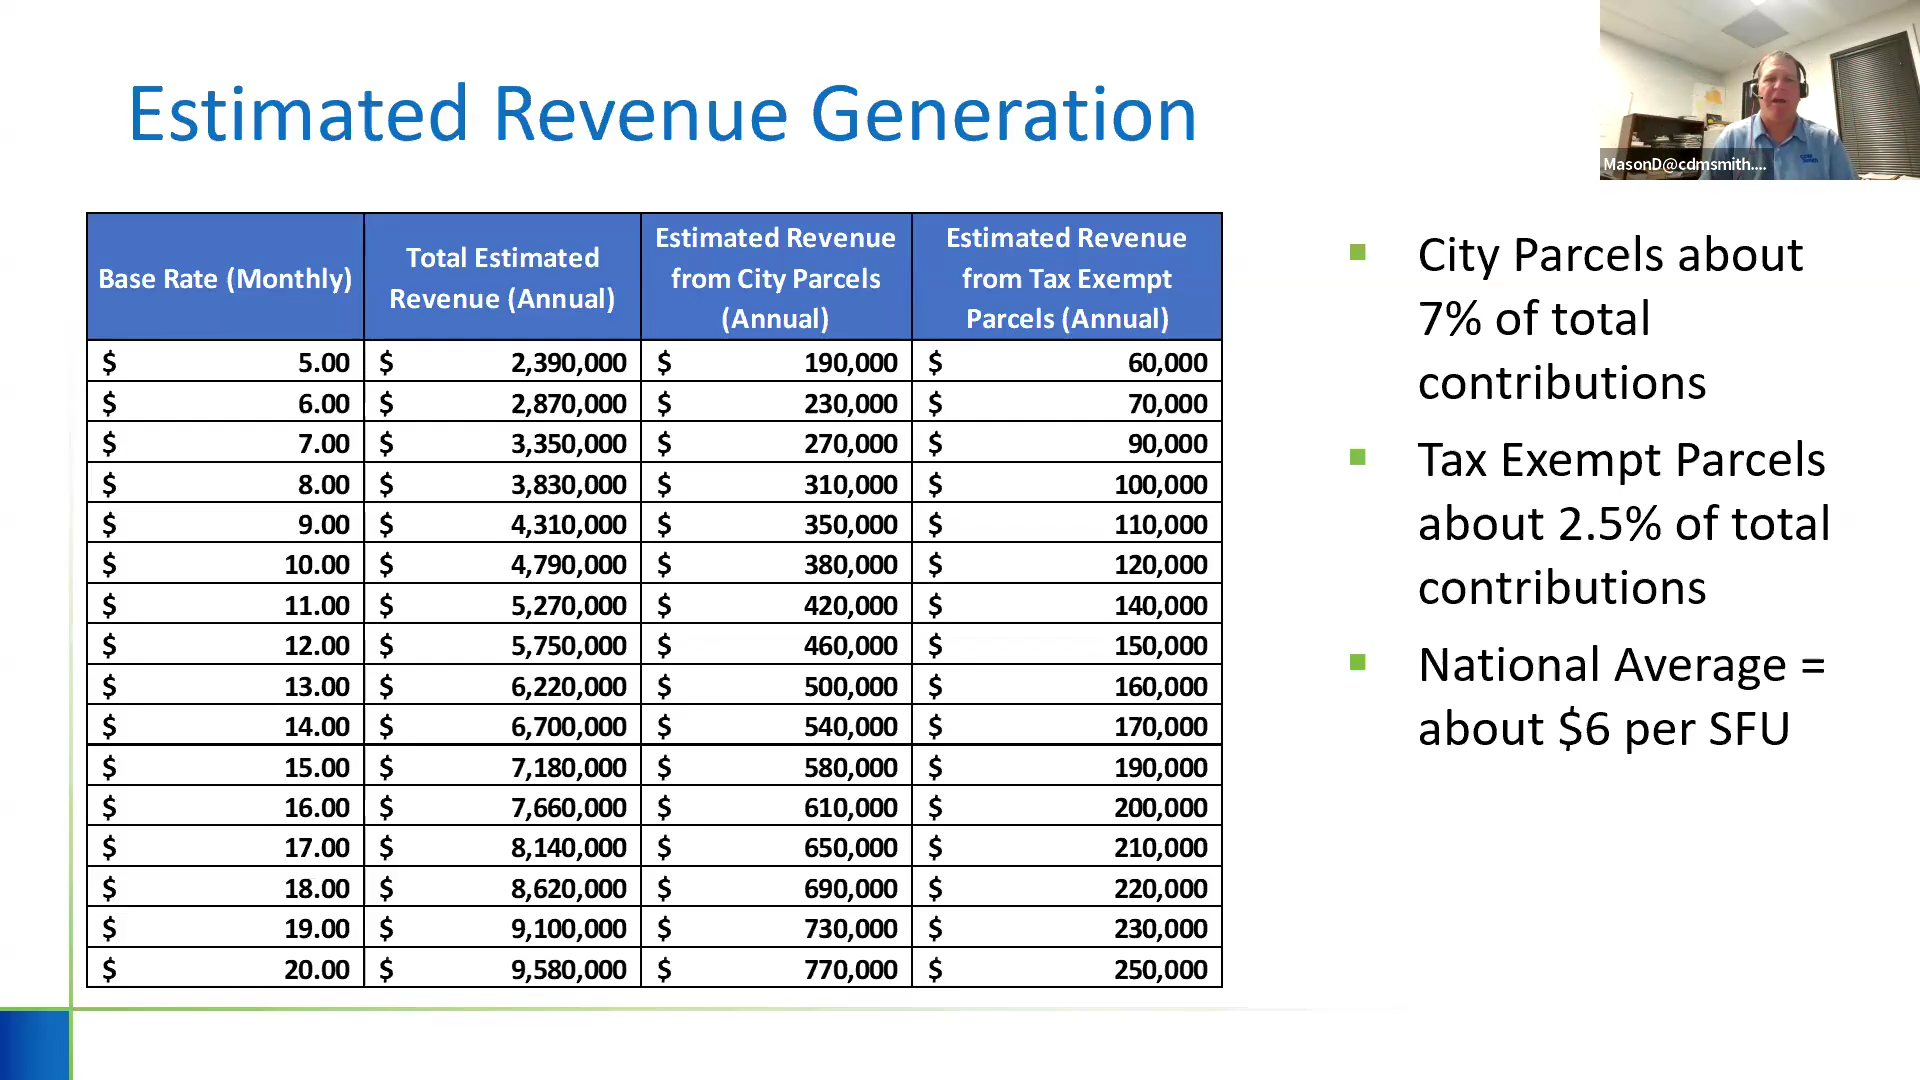 Estimated Revenue Generation
MasonD@cdmsmith....
Base Rate (Monthly) Total Estimated Revenue (Annual) Estimated Revenue from City Parcels (Annual) Estimated Revenue from Tax Exempt Parcels (Annual)
$ 5.00 $ 2,390,000 $ 190,000 $ 60,000
$ 6.00 $ 2,870,000 $ 230,000 $ 70,000
$ 7.00 $ 3,350,000 $ 270,000 $ 90,000
$ 8.00 $ 3,830,000 $ 310,000 $ 100,000
$ 9.00 $ 4,310,000 $ 350,000 $ 110,000
$ 10.00 $ 4,790,000 $ 380,000 $ 120,000
$ 11.00 $ 5,270,000 $ 420,000 $ 140,000
$ 12.00 $ 5,750,000 $ 460,000 $ 150,000
$ 13.00 $ 6,220,000 $ 500,000 $ 160,000
$ 14.00 $ 6,700,000 $ 540,000 $ 170,000
$ 15.00 $ 7,180,000 $ 580,000 $ 190,000
$ 16.00 $ 7,660,000 $ 610,000 $ 200,000
$ 17.00 $ 8,140,000 $ 650,000 $ 210,000
$ 18.00 $ 8,620,000 $ 690,000 $ 220,000
$ 19.00 $ 9,100,000 $ 730,000 $ 230,000
$ 20.00 $ 9,580,000 $ 770,000 $ 250,000
City Parcels about
7% of total
contributions
Tax Exempt Parcels
about 2.5% of total
contributions
National Average =
about $6 per SFU